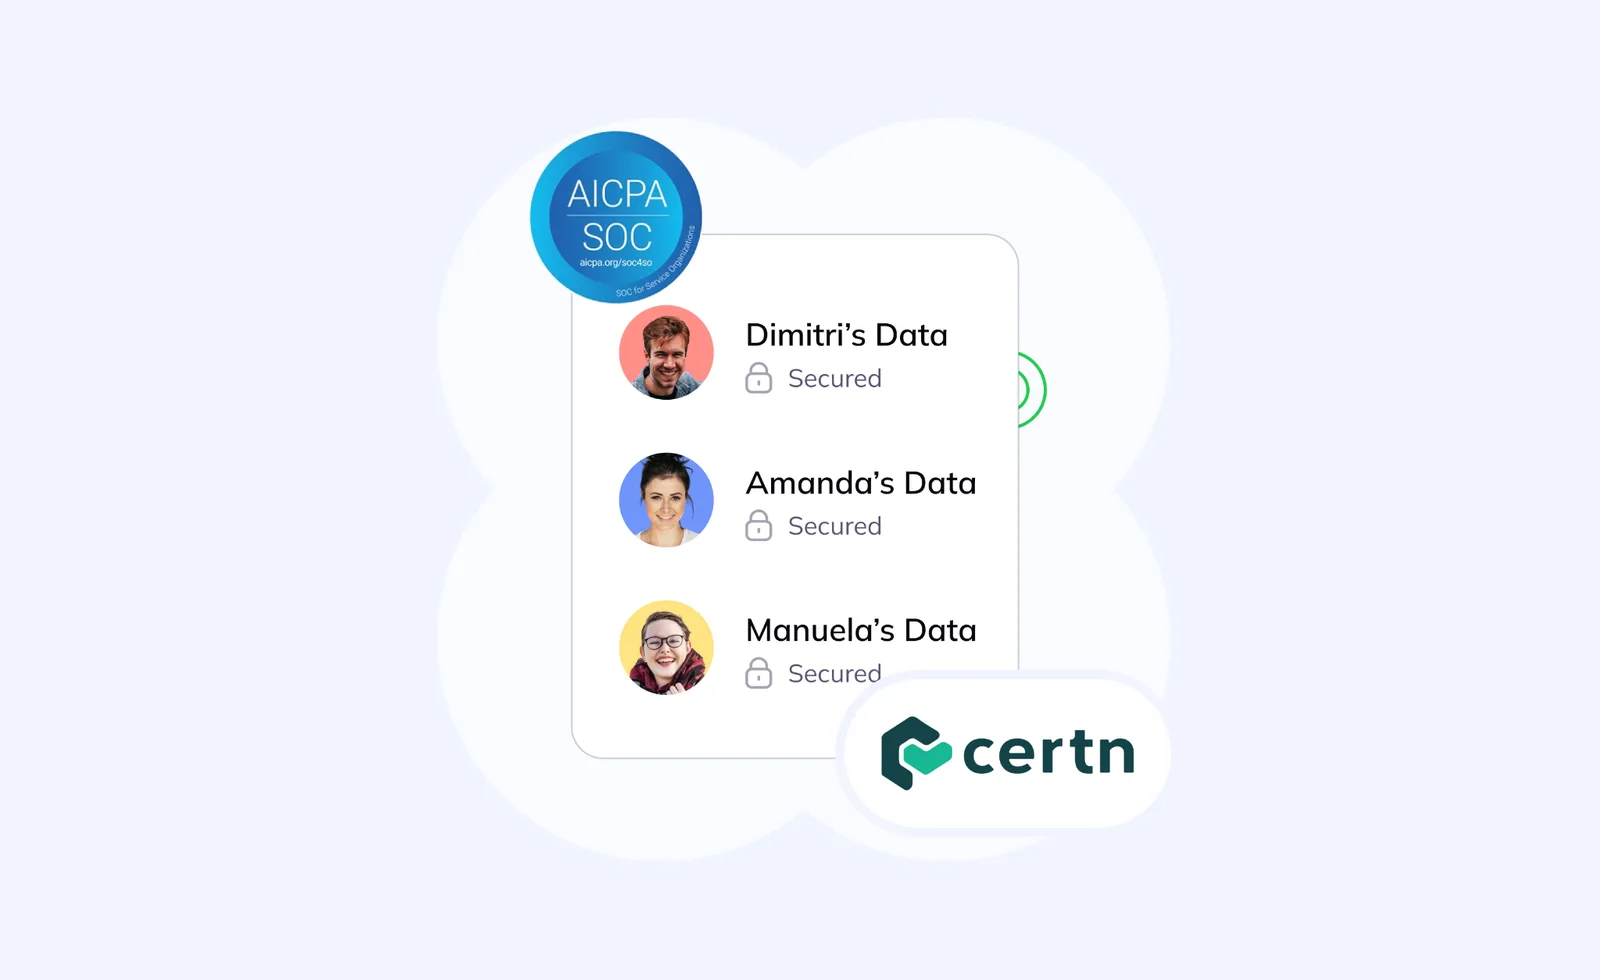 AICPA
SOC
aicpa.org/soc4so
SOC for Service Organizations
Dimitri’s Data
Secured
Amanda’s Data
Secured
Manuela’s Data
Secured
certn